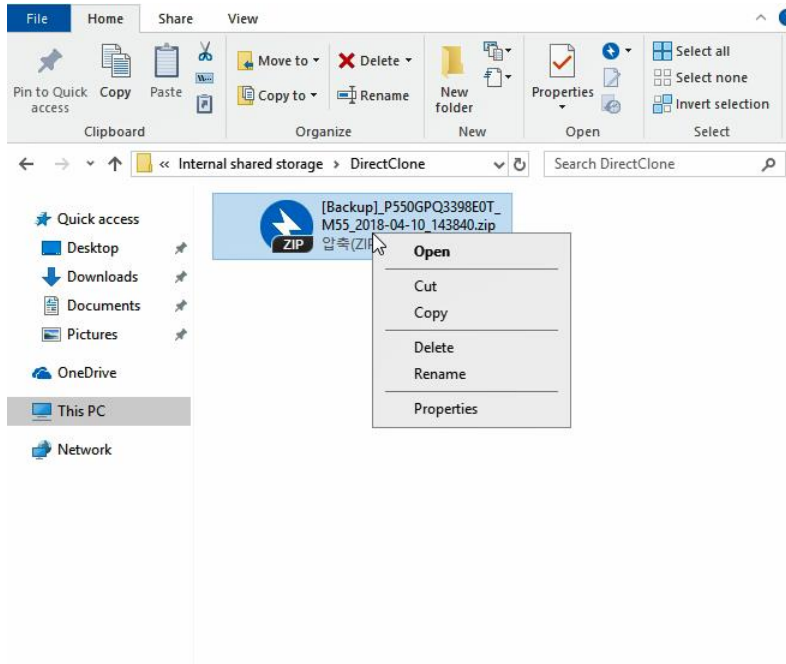 File Home Share View
Pin to Quick access
Copy
Paste
Clipboard
Move to
Copy to
Delete
Rename
Organize
New folder
New
Properties
Open
Select all
Select none
Invert selection
Select
« Internal shared storage › DirectClone
Search DirectClone
Quick access
Desktop
Downloads
Documents
Pictures
OneDrive
This PC
Network
[Backup]_P550GPQ3398E0T_
M55_2018-04-10_143840.zip
ZIP
압축(ZIP
Open
Cut
Copy
Delete
Rename
Properties